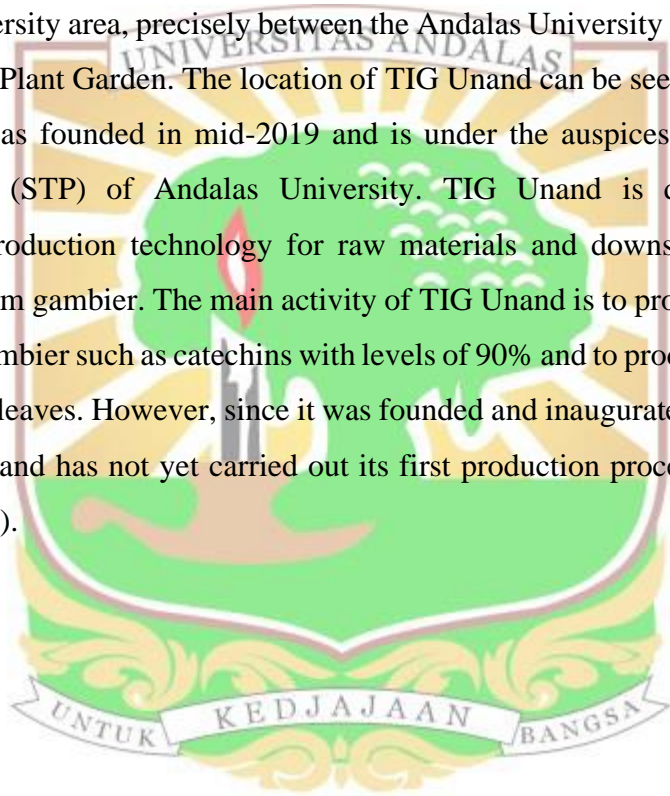 ersity area, precisely between the Andalas University
UNIVERSITAS ANDALAS
Plant Garden. The location of TIG Unand can be see
as founded in mid-2019 and is under the auspices
(STP) of Andalas University. TIG Unand is
roduction technology for raw materials and downs
m gambier. The main activity of TIG Unand is to pro
mbier such as catechins with levels of 90% and to proc
leaves. However, since it was founded and inaugurate
and has not yet carried out its first production proce
).
UNTUK KEDJAJAAN BANGSA